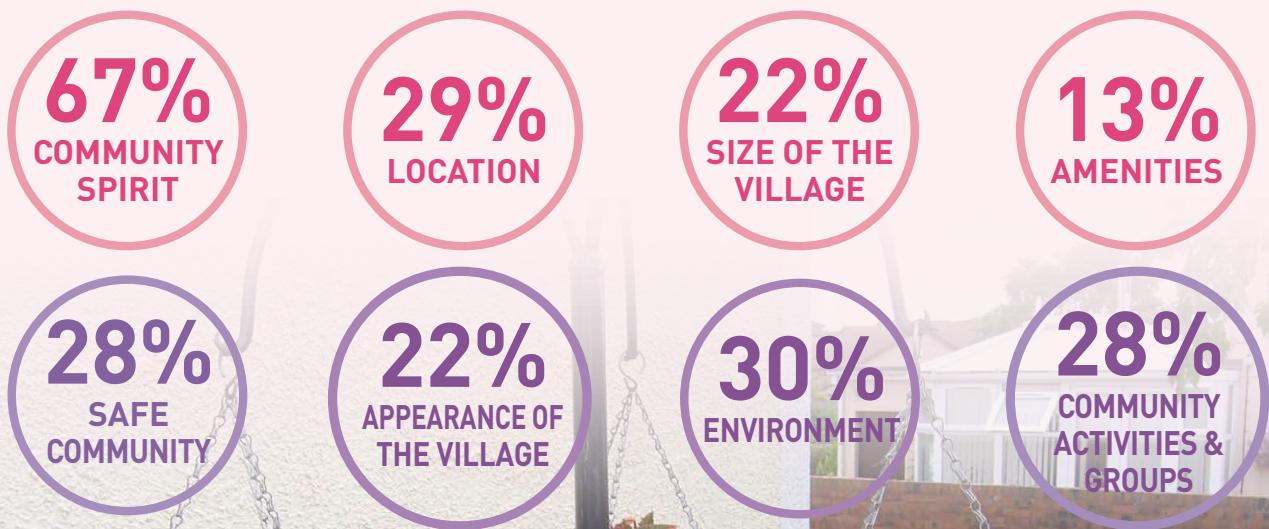 67%
COMMUNITY
SPIRIT
29%
LOCATION
22%
SIZE OF THE
VILLAGE
13%
AMENITIES
28%
SAFE
COMMUNITY
22%
APPEARANCE OF
THE VILLAGE
30%
ENVIRONMENT
28%
COMMUNITY
ACTIVITIES &
GROUPS